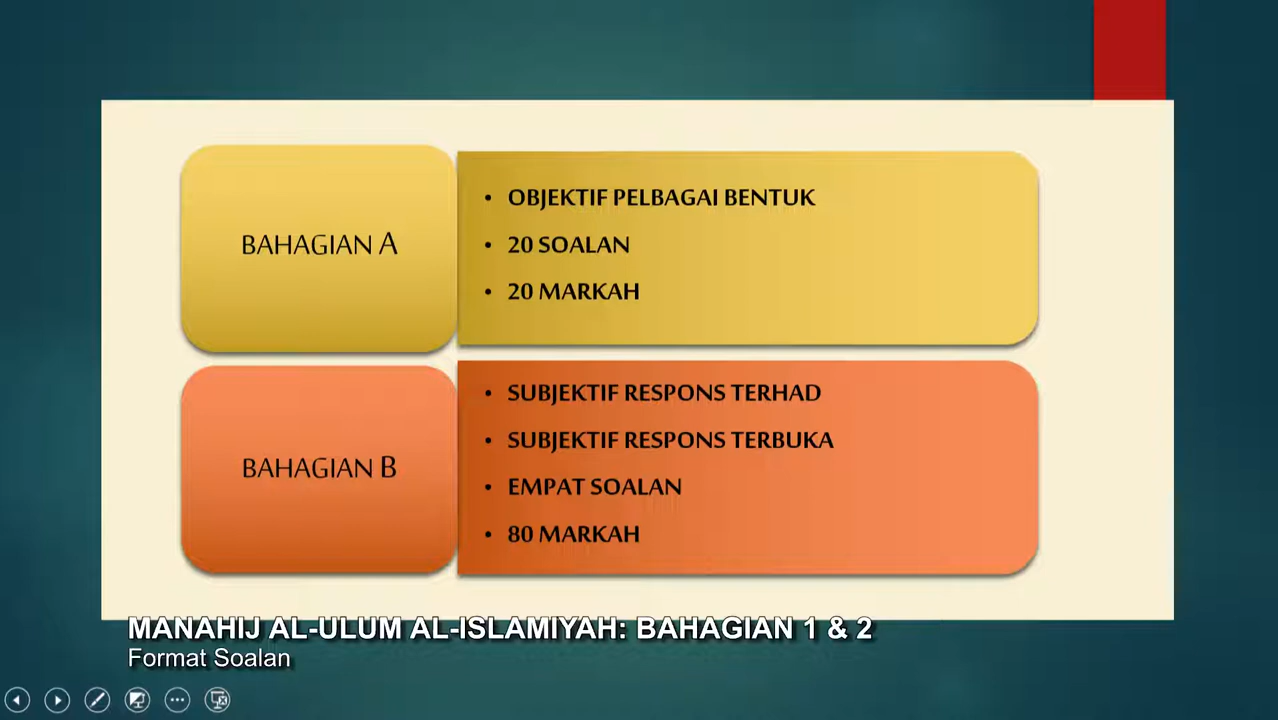 BAHAGIAN A
• OBJEKTIF PELBAGAI BENTUK
• 20 SOALAN
• 20 MARKAH
BAHAGIAN B
• SUBJEKTIF RESPONS TERHAD
• SUBJEKTIF RESPONS TERBUKA
• EMPAT SOALAN
• 80 MARKAH
MANAHIJ AL-ULUM AL-ISLAMIYAH: BAHAGIAN 1 & 2
Format Soalan